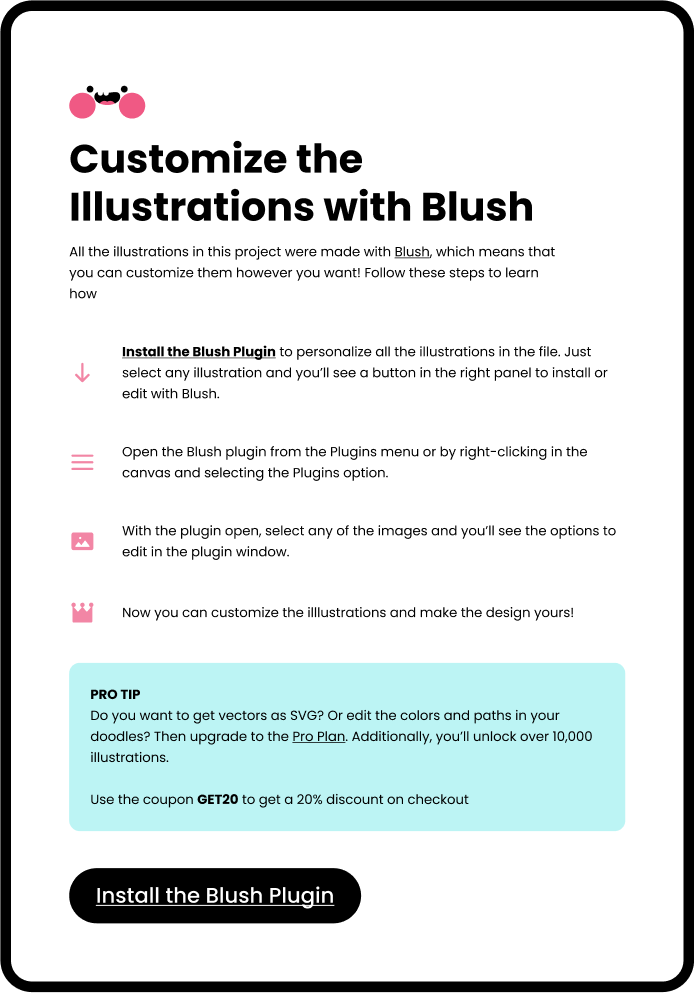 Customize the
Illustrations with Blush
All the illustrations in this project were made with Blush, which means that
you can customize them however you want! Follow these steps to learn
how
Install the Blush Plugin to personalize all the illustrations in the file. Just
select any illustration and you’ll see a button in the right panel to install or
edit with Blush.
Open the Blush plugin from the Plugins menu or by right-clicking in the
canvas and selecting the Plugins option.
With the plugin open, select any of the images and you’ll see the options to
edit in the plugin window.
Now you can customize the illlustrations and make the design yours!
PRO TIP
Do you want to get vectors as SVG? Or edit the colors and paths in your
doodles? Then upgrade to the Pro Plan. Additionally, you’ll unlock over 10,000
illustrations.
Use the coupon GET20 to get a 20% discount on checkout
Install the Blush Plugin